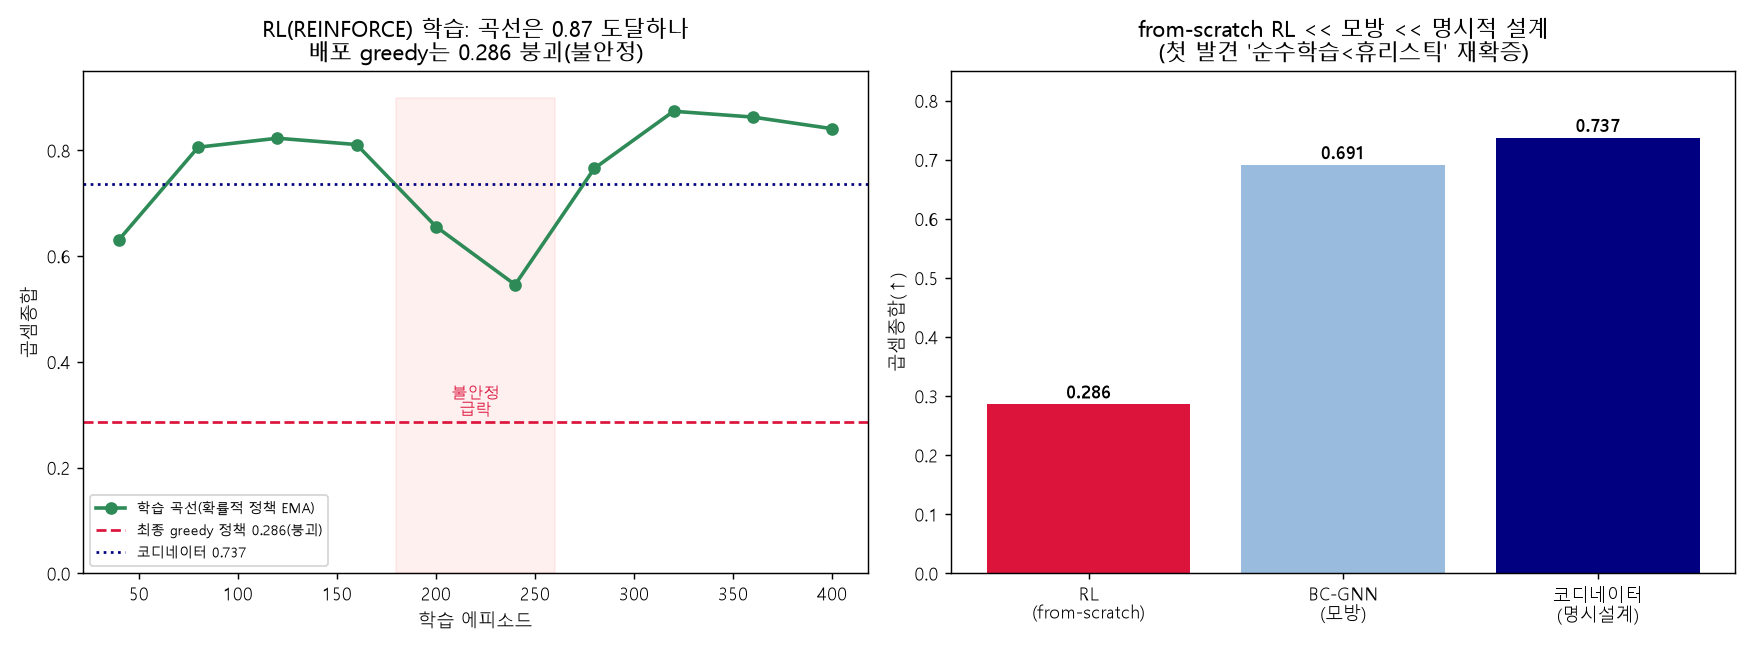 RL(REINFORCE) 학습: 곡선은 0.87 도달하나
배포 greedy는 0.286 붕괴(불안정)
곱셈종합
0.8
0.6
0.4
0.2
0.0
불안정
급락
학습 곡선(확률적 정책 EMA)
최종 greedy 정책 0.286(붕괴)
코디네이터 0.737
50
100
150
200
250
300
350
400
학습 에피소드
from-scratch RL << 모방 << 명시적 설계
(첫 발견 '순수학습<휴리스틱' 재확증)
곱셈종합(↑)
0.8
0.7
0.6
0.5
0.4
0.3
0.2
0.1
0.0
0.286
0.691
0.737
RL
(from-scratch)
BC-GNN
(모방)
코디네이터
(명시설계)